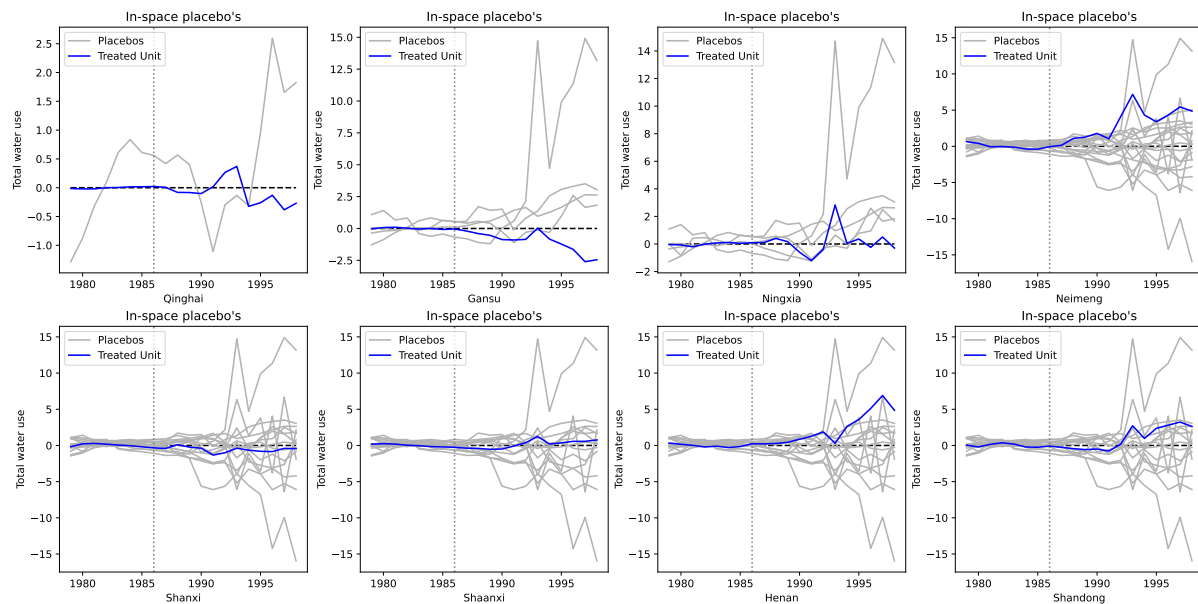 In-space placebo's
Placebos
Treated Unit
Total water use
2.5
2.0
1.5
1.0
0.5
0.0
−0.5
−1.0
1980 1985 1990 1995
Qinghai
In-space placebo's
Placebos
Treated Unit
Total water use
15.0
12.5
10.0
7.5
5.0
2.5
0.0
−2.5
1980 1985 1990 1995
Gansu
In-space placebo's
Placebos
Treated Unit
Total water use
14
12
10
8
6
4
2
0
−2
1980 1985 1990 1995
Ningxia
In-space placebo's
Placebos
Treated Unit
Total water use
15
10
5
0
−5
−10
−15
1980 1985 1990 1995
Neimeng
In-space placebo's
Placebos
Treated Unit
Total water use
15
10
5
0
−5
−10
−15
1980 1985 1990 1995
Shanxi
In-space placebo's
Placebos
Treated Unit
Total water use
15
10
5
0
−5
−10
−15
1980 1985 1990 1995
Shaanxi
In-space placebo's
Placebos
Treated Unit
Total water use
15
10
5
0
−5
−10
−15
1980 1985 1990 1995
Henan
In-space placebo's
Placebos
Treated Unit
Total water use
15
10
5
0
−5
−10
−15
1980 1985 1990 1995
Shandong